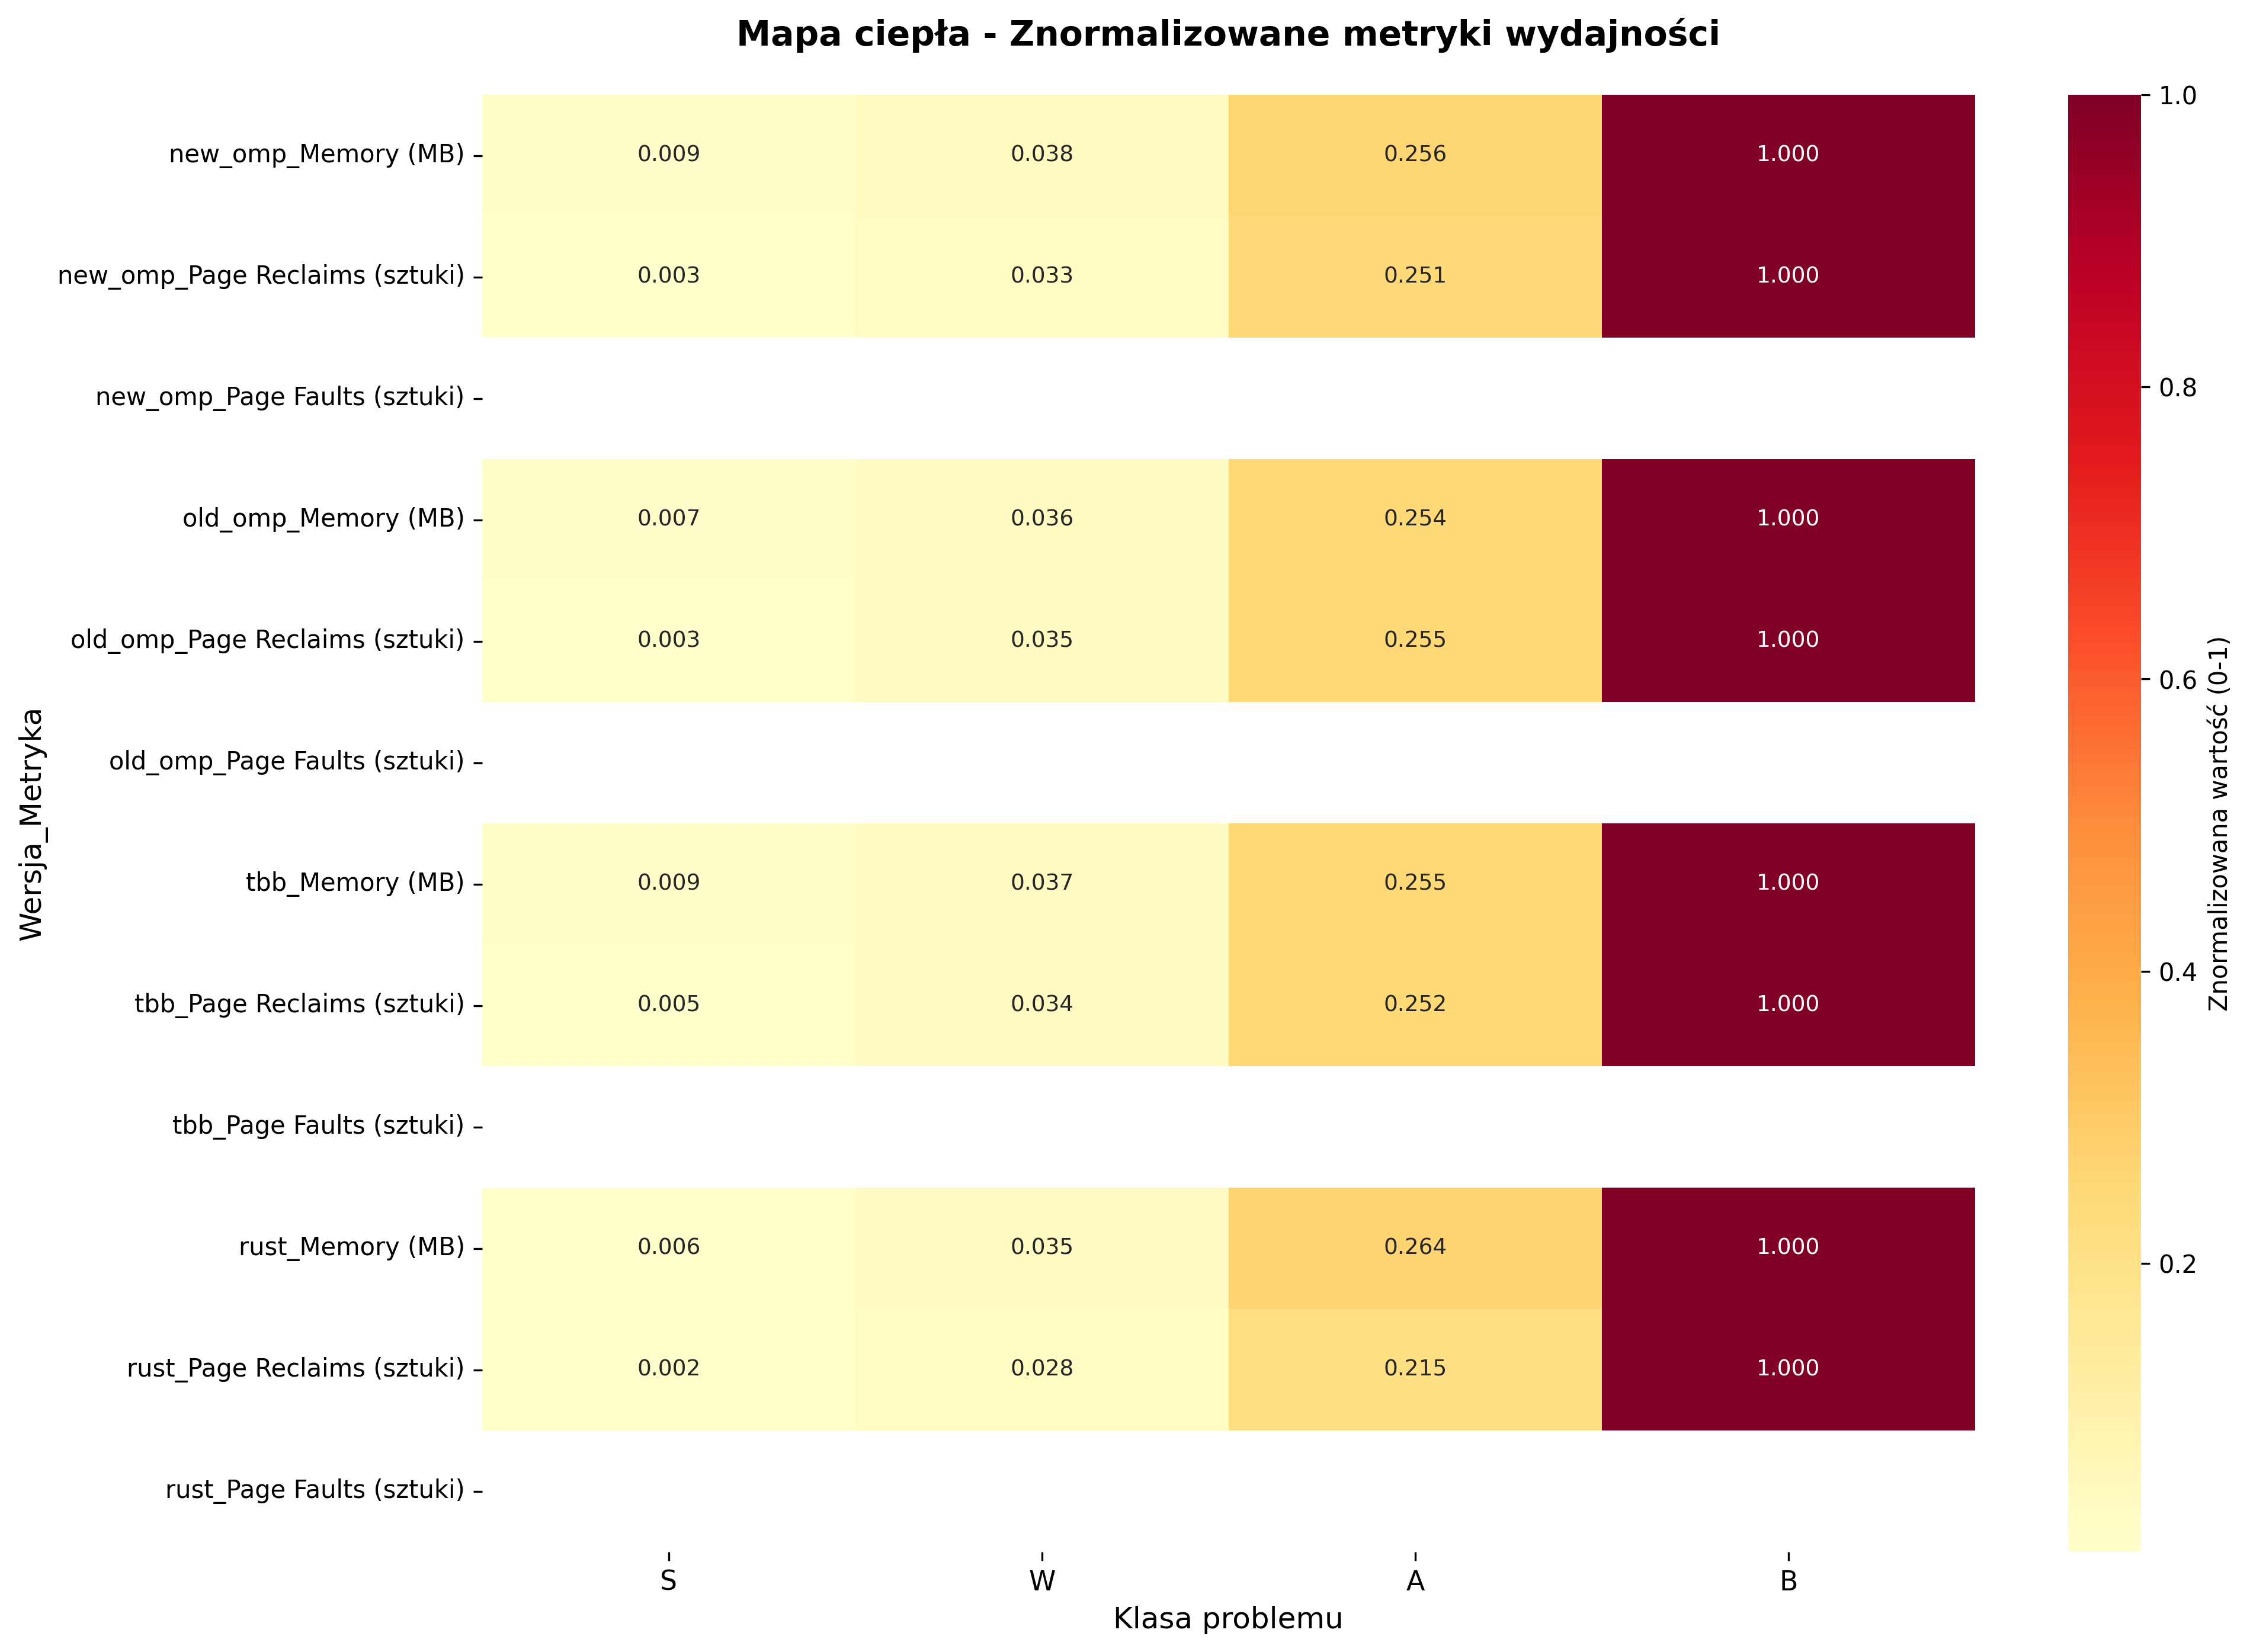 Mapa ciepła - Znormalizowane metryki wydajności
new_omp_Memory (MB) 0.009 0.038 0.256 1.000
new_omp_Page Reclaims (sztuki) 0.003 0.033 0.251 1.000
new_omp_Page Faults (sztuki)
old_omp_Memory (MB) 0.007 0.036 0.254 1.000
old_omp_Page Reclaims (sztuki) 0.003 0.035 0.255 1.000
old_omp_Page Faults (sztuki)
tbb_Memory (MB) 0.009 0.037 0.255 1.000
tbb_Page Reclaims (sztuki) 0.005 0.034 0.252 1.000
tbb_Page Faults (sztuki)
rust_Memory (MB) 0.006 0.035 0.264 1.000
rust_Page Reclaims (sztuki) 0.002 0.028 0.215 1.000
rust_Page Faults (sztuki)
S W A B
Klasa problemu
Wersja_Metryka
1.0
0.8
0.6
0.4
0.2
Znormalizowana wartość (0-1)